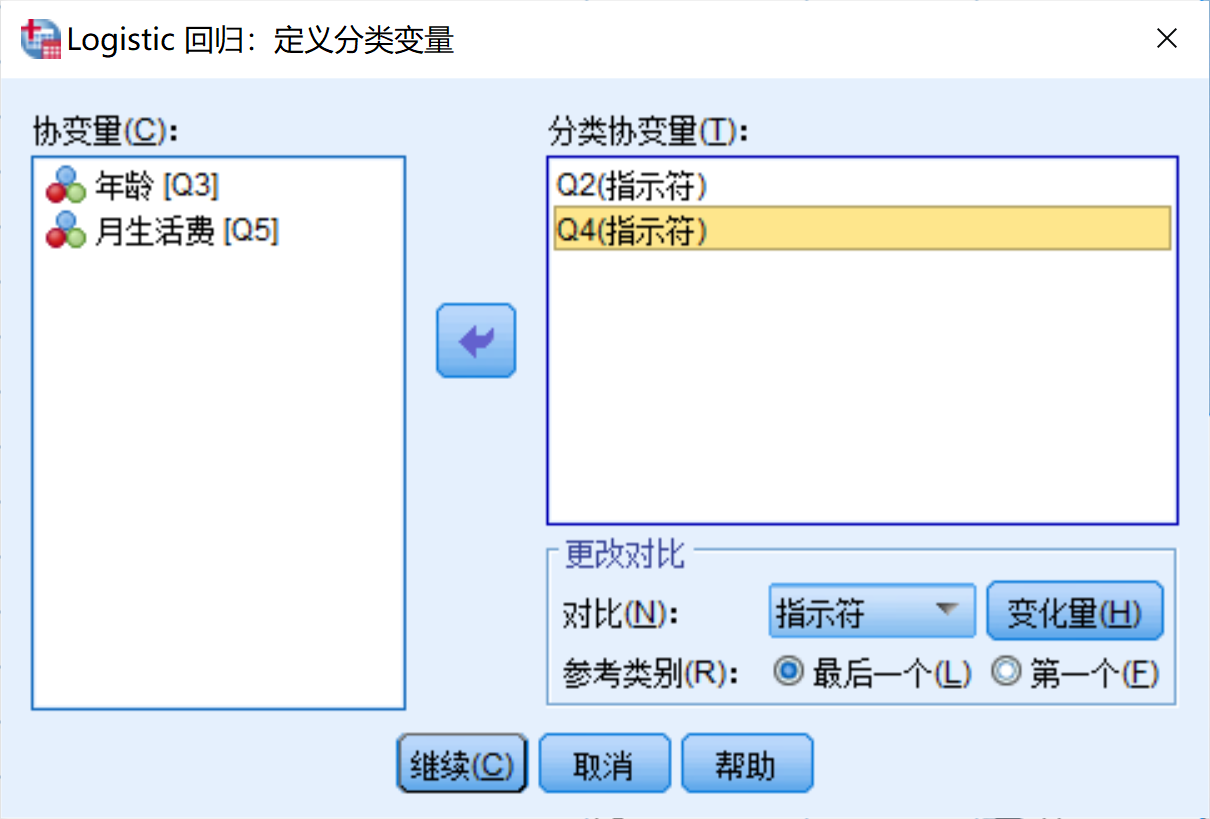 Logistic 回归：定义分类变量
协变量(C)：
年龄 [Q3]
月生活费 [Q5]
分类协变量(T)：
Q2(指示符)
Q4(指示符)
更改对比
对比(N)：
指示符
变化量(H)
参考类别(R)：
最后一个(L)
第一个(F)
继续(C)
取消
帮助